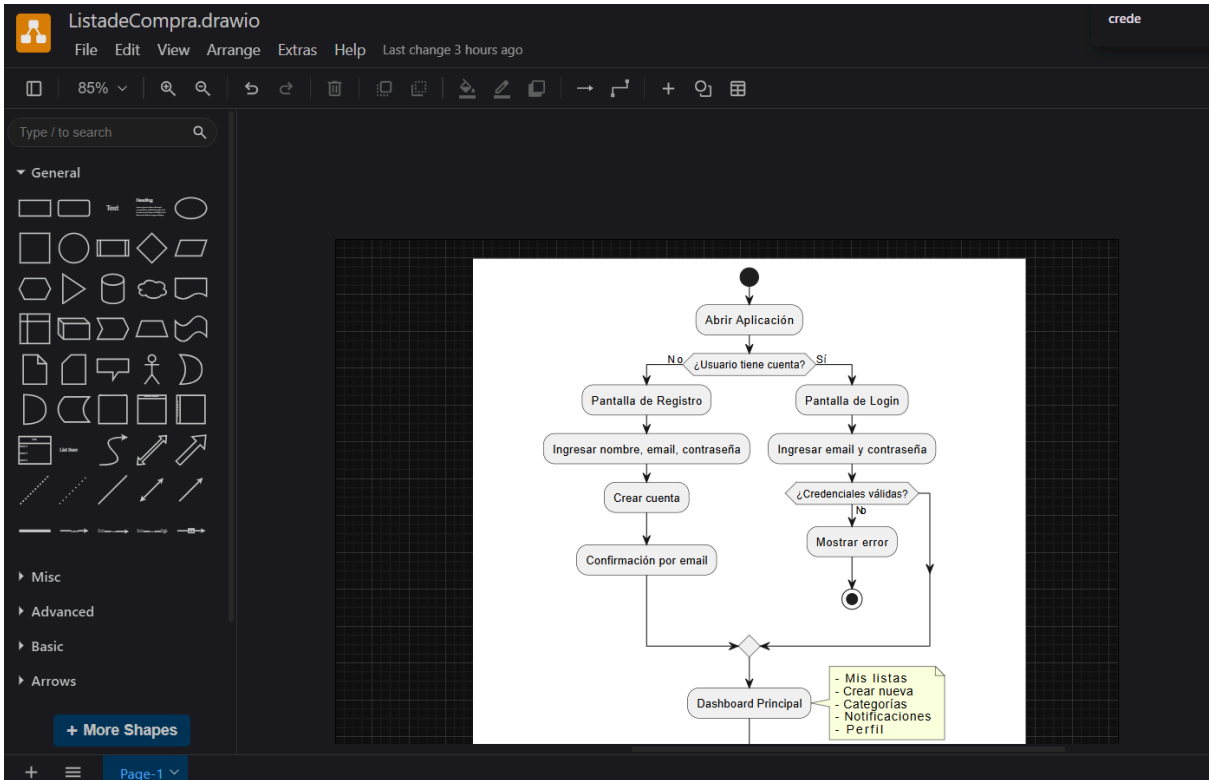 ListadeCompra.drawio
crede
File Edit View Arrange Extras Help Last change 3 hours ago
85%
Type / to search
General
Text
Heading
List Item
Misc
Advanced
Basic
Arrows
+ More Shapes
Page-1
Abrir Aplicación
¿Usuario tiene cuenta?
No
Sí
Pantalla de Registro
Pantalla de Login
Ingresar nombre, email, contraseña
Ingresar email y contraseña
Crear cuenta
¿Credenciales válidas?
No
Mostrar error
Confirmación por email
Dashboard Principal
- Mis listas
- Crear nueva
- Categorías
- Notificaciones
- Perfil